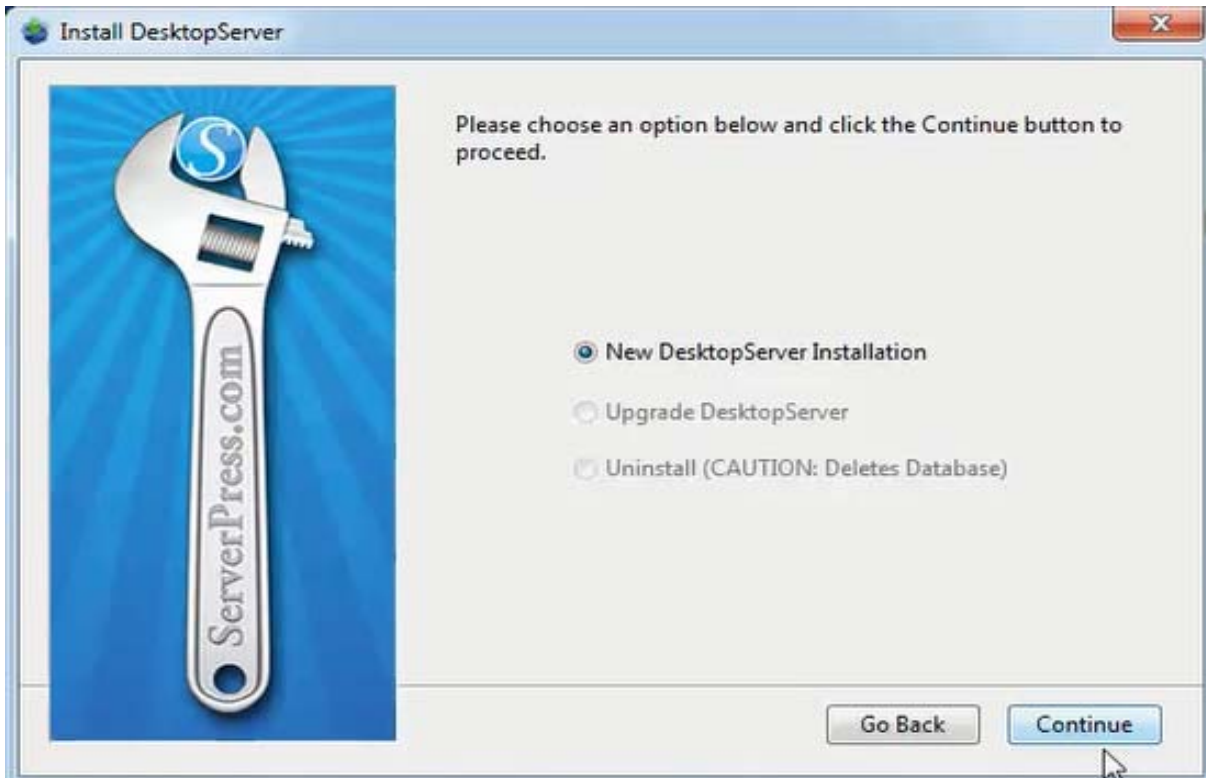 Install DesktopServer
Please choose an option below and click the Continue button to
proceed.
S
ServerPress.com
New DesktopServer Installation
Upgrade DesktopServer
Uninstall (CAUTION: Deletes Database)
Go Back
Continue